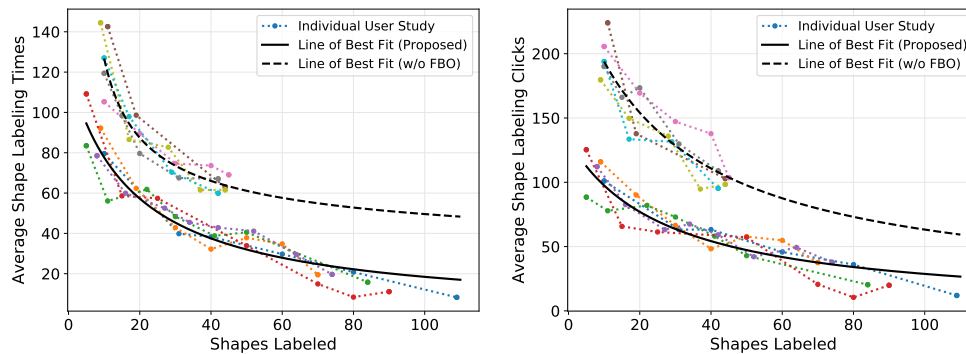 Average Shape Labeling Times
140
120
100
80
60
40
20
0 20 40 60 80 100
Shapes Labeled
Individual User Study
Line of Best Fit (Proposed)
Line of Best Fit (w/o FBO)
Average Shape Labeling Clicks
200
150
100
50
0
0 20 40 60 80 100
Shapes Labeled
Individual User Study
Line of Best Fit (Proposed)
Line of Best Fit (w/o FBO)